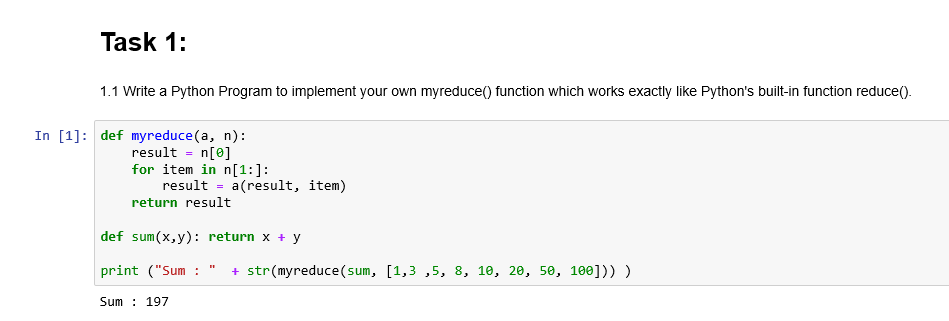 Task 1:
1.1 Write a Python Program to implement your own myreduce() function which works exactly like Python's built-in function reduce().
In [1]: def myreduce(a, n):
    result = n[0]
    for item in n[1:]:
        result = a(result, item)
    return result
def sum(x,y): return x + y
print ("Sum : "  + str(myreduce(sum, [1,3 ,5, 8, 10, 20, 50, 100])) )
Sum : 197